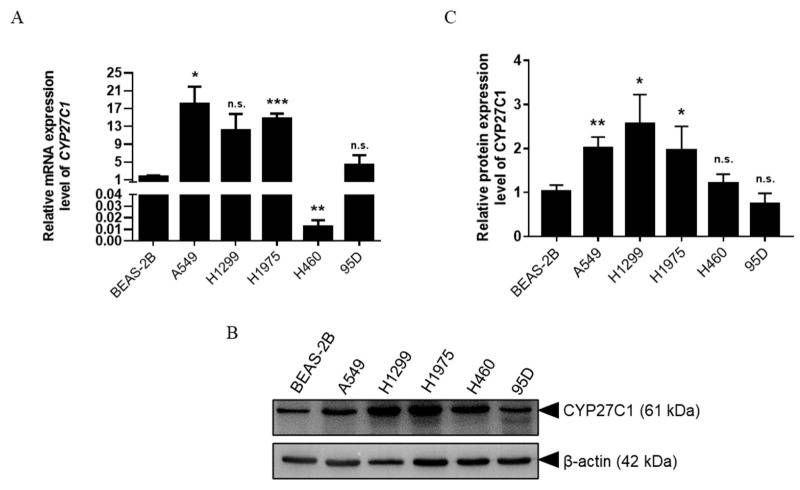 A
Relative mRNA expression
level of CYP27C1
25
21
17
13
9
5
1
0.04
0.03
0.02
0.01
0.00
*
n.s.
***
**
n.s.
BEAS-2B
A549
H1299
H1975
H460
95D
C
Relative protein expression
level of CYP27C1
4
3
2
1
0
**
*
*
n.s.
n.s.
BEAS-2B
A549
H1299
H1975
H460
95D
B
BEAS-2B
A549
H1299
H1975
H460
95D
CYP27C1 (61 kDa)
β-actin (42 kDa)